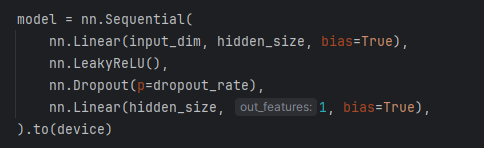 model = nn.Sequential(
    nn.Linear(input_dim, hidden_size, bias=True),
    nn.LeakyReLU(),
    nn.Dropout(p=dropout_rate),
    nn.Linear(hidden_size, out_features: 1, bias=True),
).to(device)